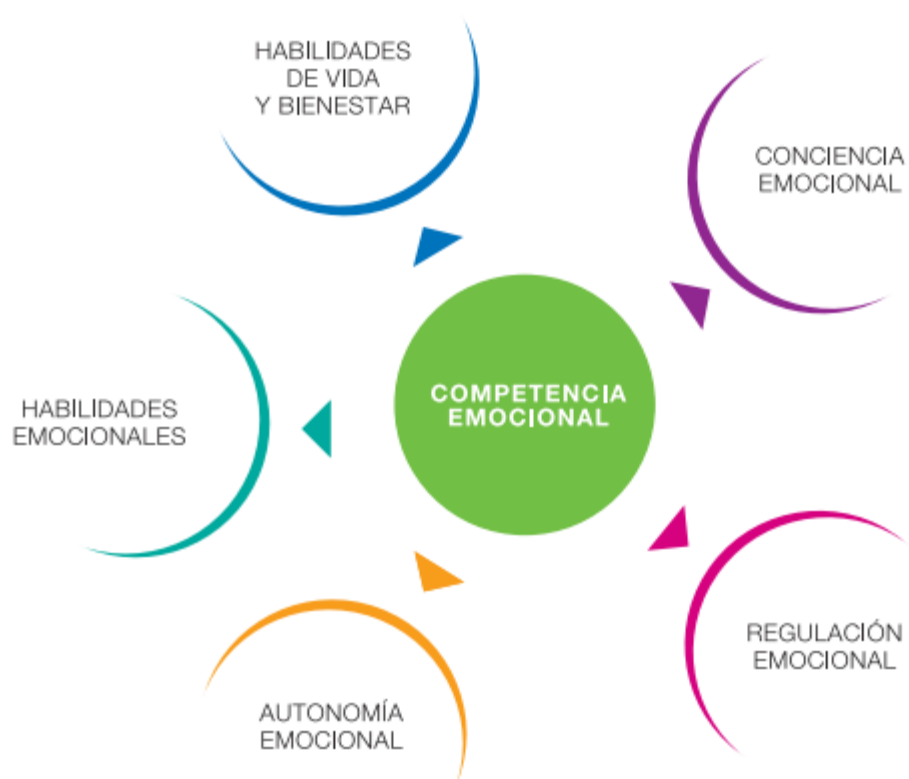 HABILIDADES
DE VIDA
Y BIENESTAR
CONCIENCIA
EMOCIONAL
COMPETENCIA
EMOCIONAL
HABILIDADES
EMOCIONALES
REGULACIÓN
EMOCIONAL
AUTONOMÍA
EMOCIONAL